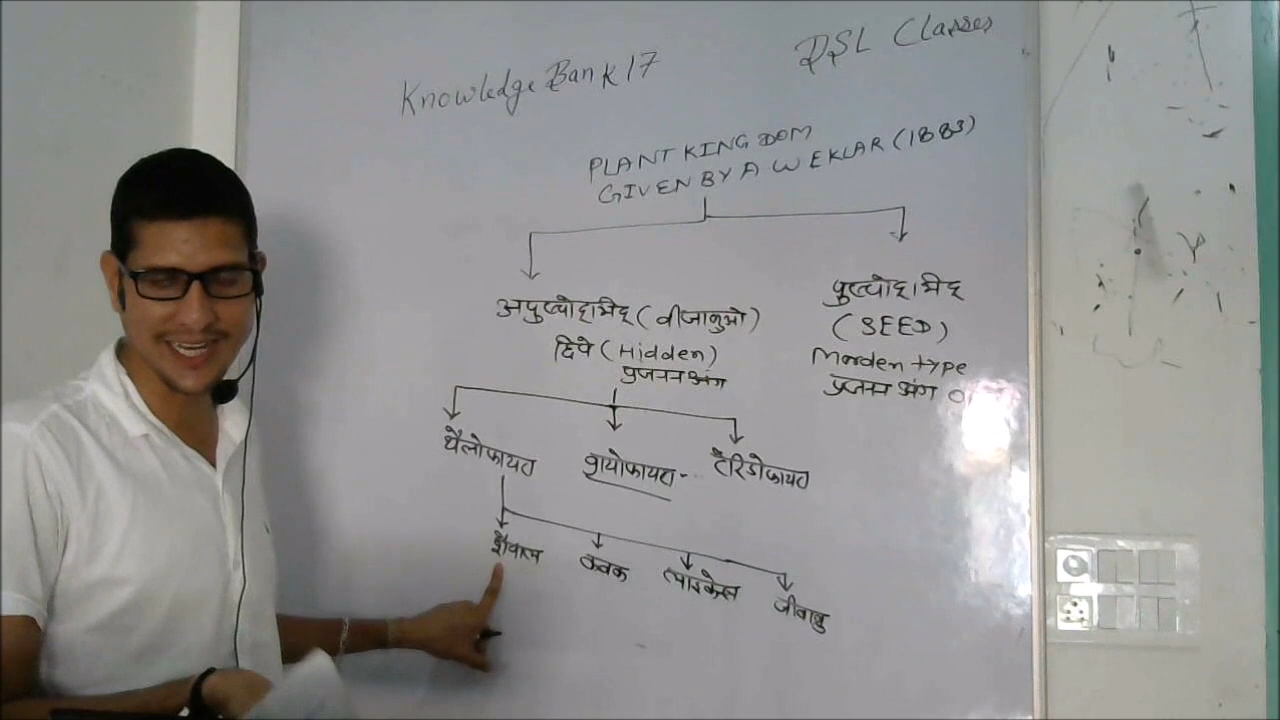 Knowledge Bank 17
DSL Classes
PLANT KINGDOM
GIVEN BY A W EKLAR (1883)
अपुष्पोद्भिद् (बीजाणुओ)
छिपे (Hidden)
प्रजनन अंग
पुष्पोद्भिद्
(SEED)
Morden type
प्रजनन अंग
थैलोफायटा
ब्रायोफायटा
टेरिडोफायटा
शैवाल
कवक
लाइकेन
जीवाणु